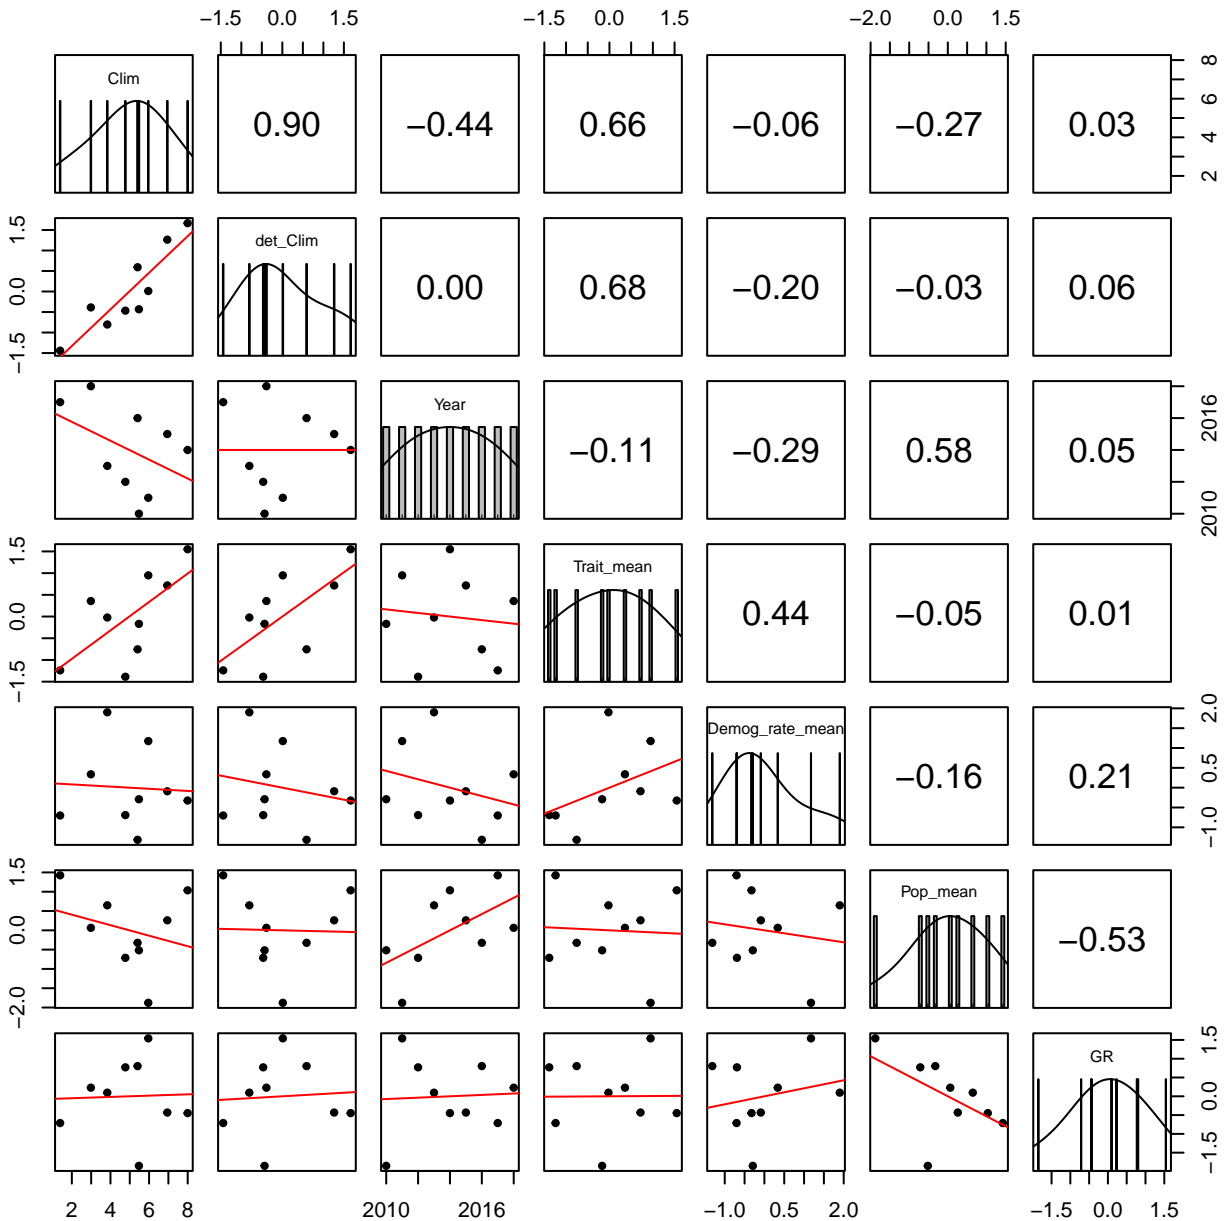 −1.5 0.0 1.5 −1.5 0.0 1.5 −2.0 0.0 1.5
Clim 0.90 −0.44 0.66 −0.06 −0.27 0.03
2 4 6 8
−1.5 0.0 1.5
det_Clim 0.00 0.68 −0.20 −0.03 0.06
Year −0.11 −0.29 0.58 0.05
2010 2016
−1.5 0.0 1.5
Trait_mean 0.44 −0.05 0.01
Demog_rate_mean −0.16 0.21
−1.0 0.5 2.0
−2.0 0.0 1.5
Pop_mean −0.53
GR
−1.5 0.0 1.5
2 4 6 8 2010 2016 −1.0 0.5 2.0 −1.5 0.0 1.5